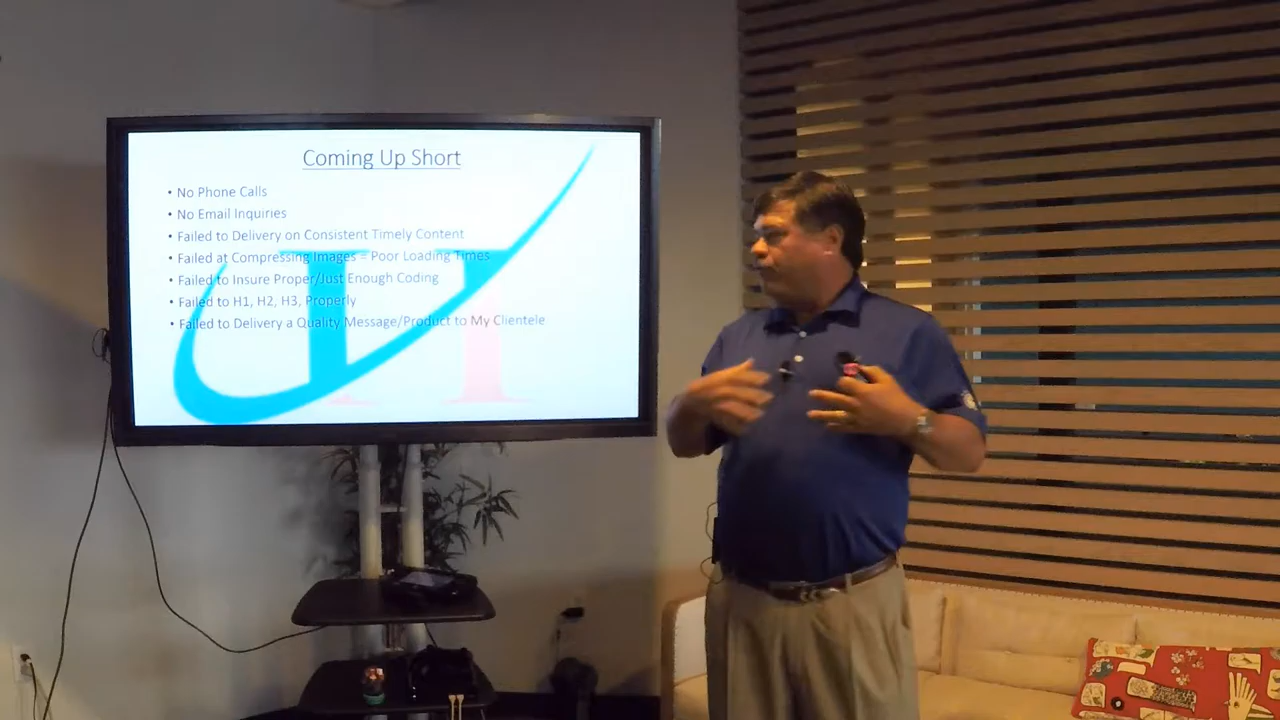 Coming Up Short
• No Phone Calls
• No Email Inquiries
• Failed to Delivery on Consistent Timely Content
• Failed at Compressing Images = Poor Loading Times
• Failed to Insure Proper/Just Enough Coding
• Failed to H1, H2, H3, Properly
• Failed to Delivery a Quality Message/Product to My Clientele